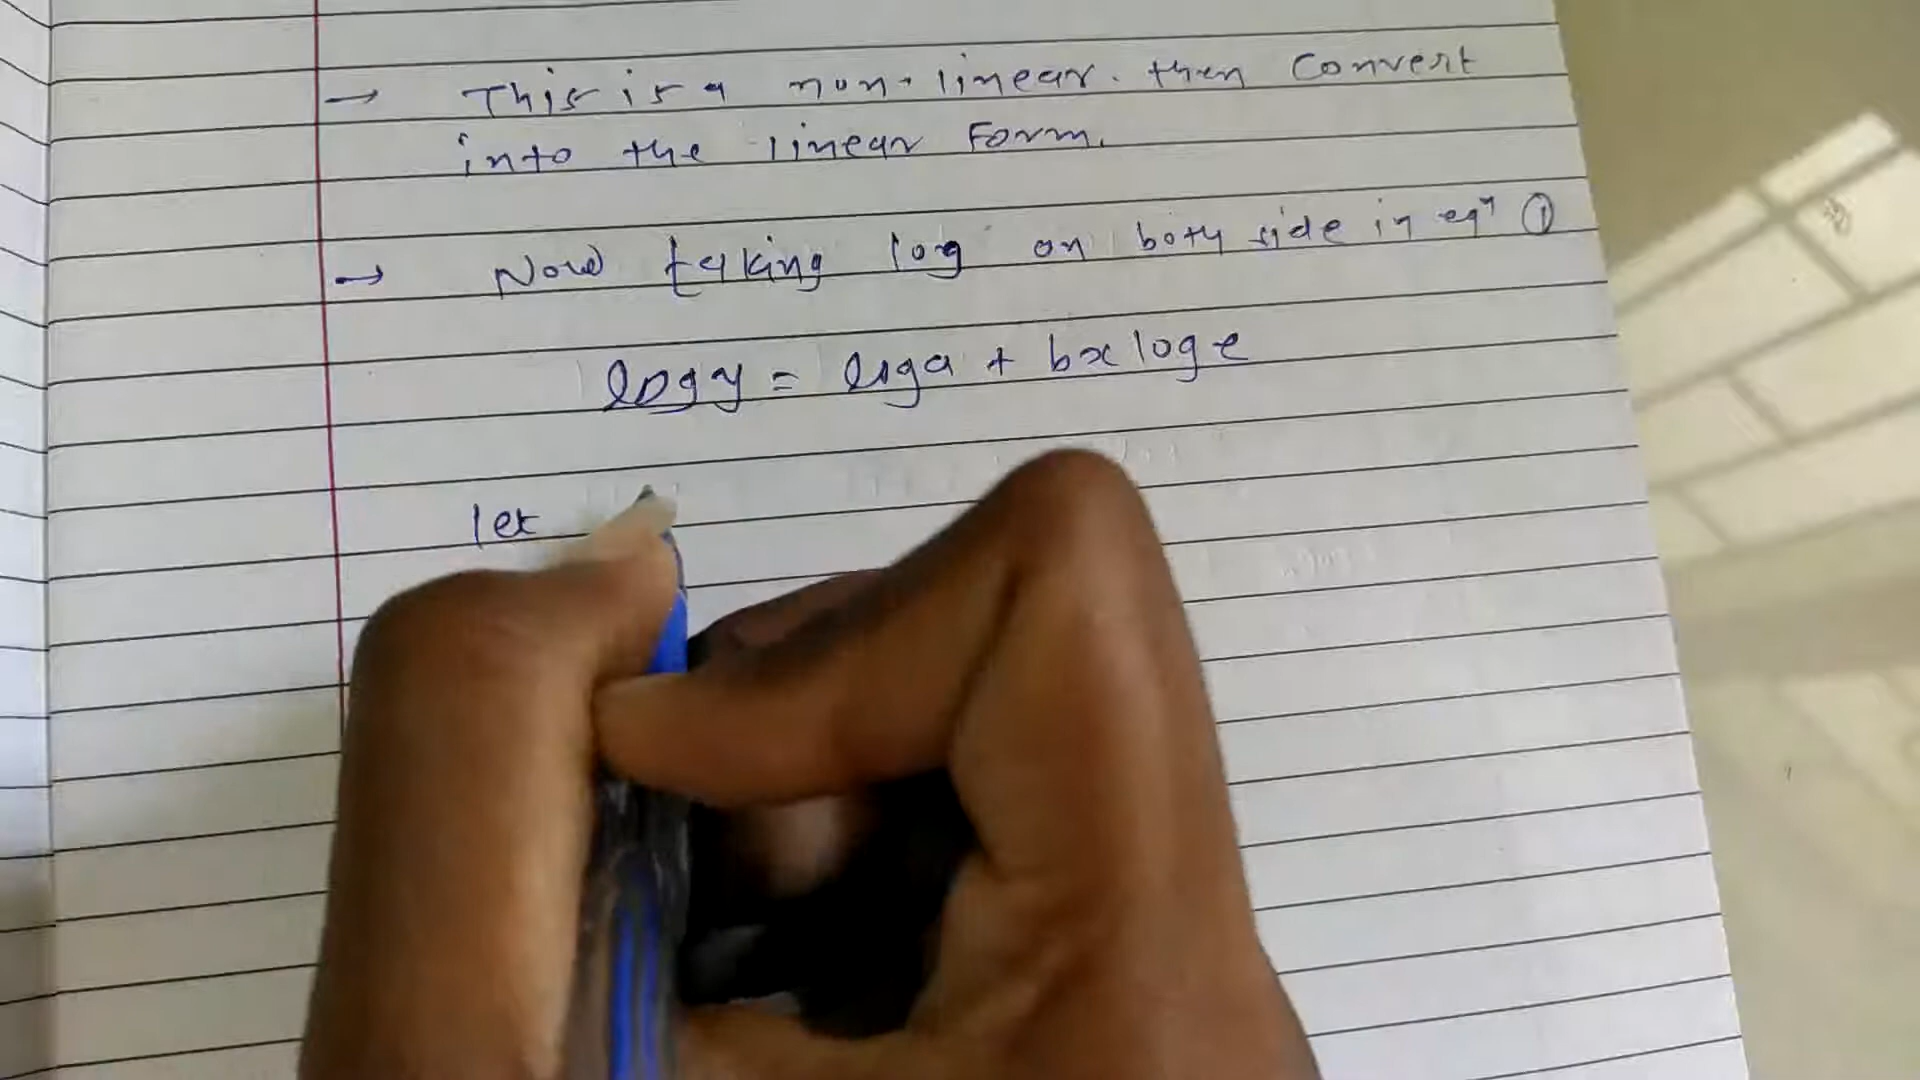 → This is a non-linear. then convert
into the linear Form.
→ Now taking log on both side in eqn ①
log y = log a + bx log e
let